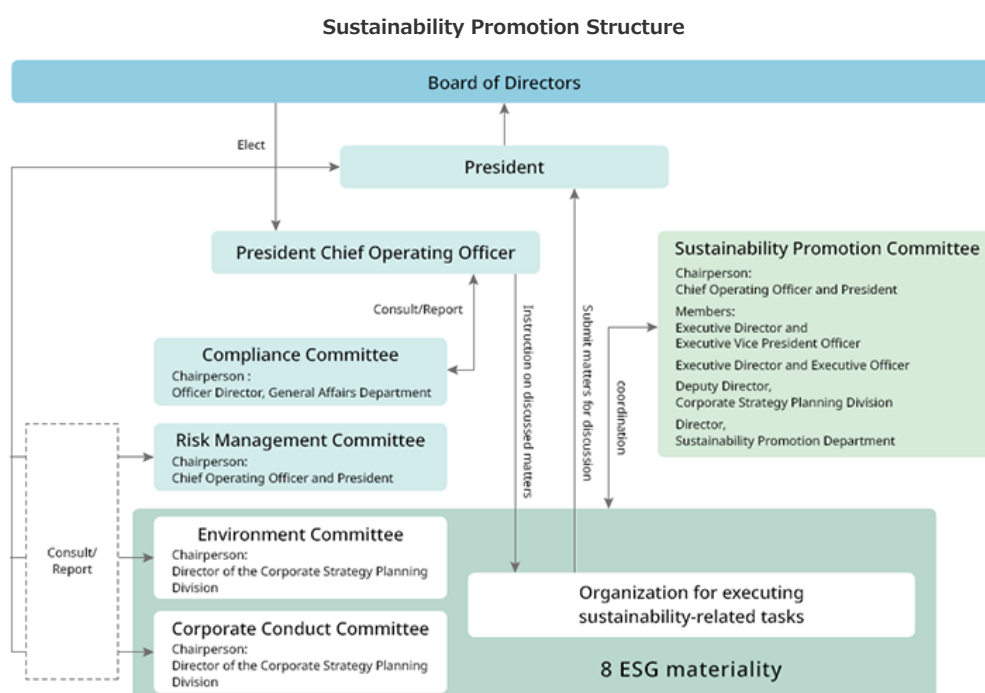 Sustainability Promotion Structure
Board of Directors
Elect
President
President Chief Operating Officer
Consult/Report
Compliance Committee
Chairperson :
Officer Director, General Affairs Department
Risk Management Committee
Chairperson:
Chief Operating Officer and President
Consult/
Report
Environment Committee
Chairperson:
Director of the Corporate Strategy Planning
Division
Corporate Conduct Committee
Chairperson:
Director of the Corporate Strategy Planning
Division
Instruction on discussed matters
Submit matters for discussion
coordination
Sustainability Promotion Committee
Chairperson:
Chief Operating Officer and President
Members:
Executive Director and
Executive Vice President Officer
Executive Director and Executive Officer
Deputy Director,
Corporate Strategy Planning Division
Director,
Sustainability Promotion Department
Organization for executing
sustainability-related tasks
8 ESG materiality